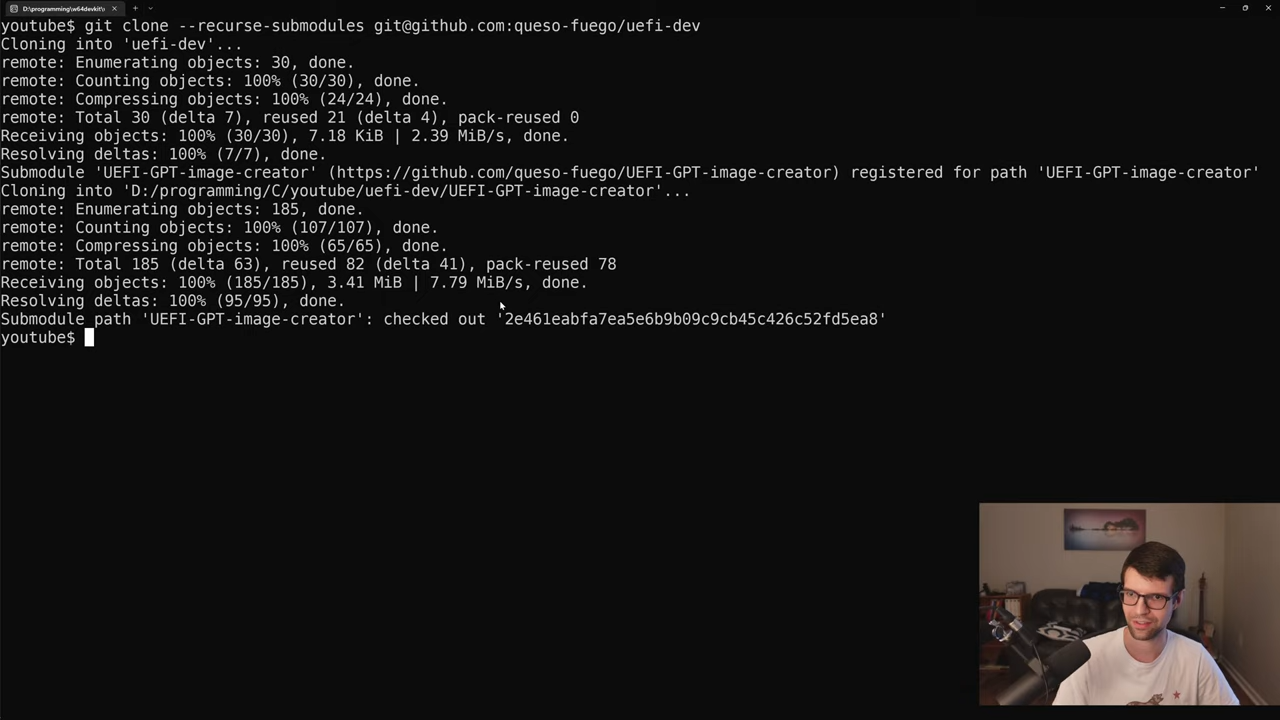 D:\programming\w64devkit\
youtube$ git clone --recurse-submodules git@github.com:queso-fuego/uefi-dev
Cloning into 'uefi-dev'...
remote: Enumerating objects: 30, done.
remote: Counting objects: 100% (30/30), done.
remote: Compressing objects: 100% (24/24), done.
remote: Total 30 (delta 7), reused 21 (delta 4), pack-reused 0
Receiving objects: 100% (30/30), 7.18 KiB | 2.39 MiB/s, done.
Resolving deltas: 100% (7/7), done.
Submodule 'UEFI-GPT-image-creator' (https://github.com/queso-fuego/UEFI-GPT-image-creator) registered for path 'UEFI-GPT-image-creator'
Cloning into 'D:/programming/C/youtube/uefi-dev/UEFI-GPT-image-creator'...
remote: Enumerating objects: 185, done.
remote: Counting objects: 100% (107/107), done.
remote: Compressing objects: 100% (65/65), done.
remote: Total 185 (delta 63), reused 82 (delta 41), pack-reused 78
Receiving objects: 100% (185/185), 3.41 MiB | 7.79 MiB/s, done.
Resolving deltas: 100% (95/95), done.
Submodule path 'UEFI-GPT-image-creator': checked out '2e461eabfa7ea5e6b9b09c9cb45c426c52fd5ea8'
youtube$